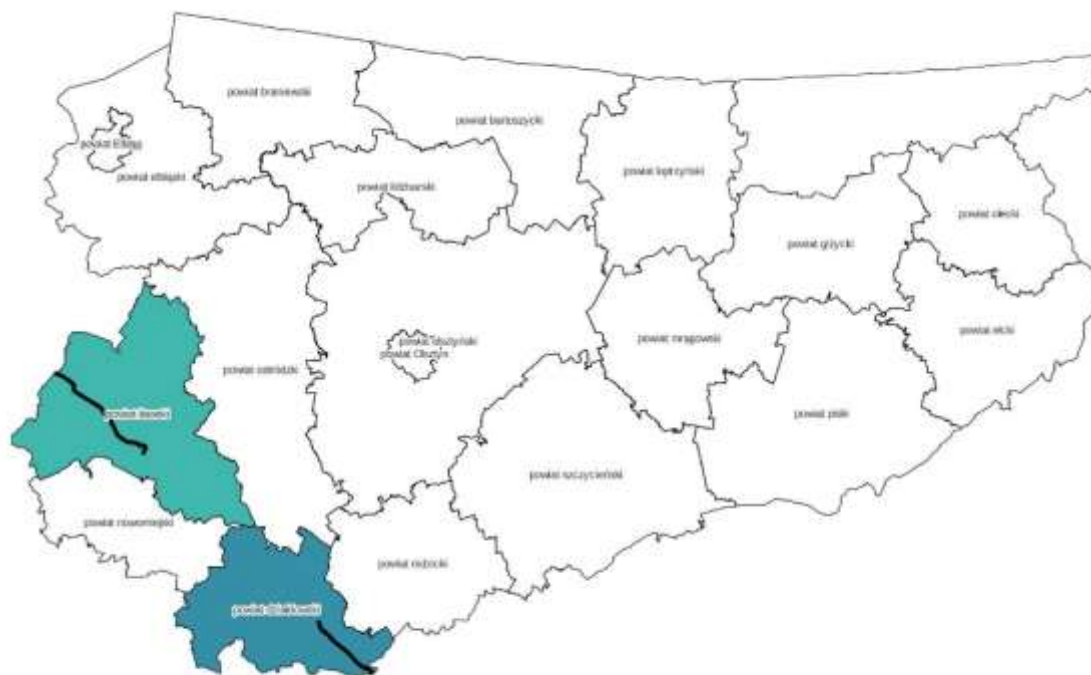 powiat braniewski
powiat bartoszycki
powiat Elbląg
powiat elbląski
powiat lidzbarski
powiat kętrzyński
powiat olecki
powiat giżycki
powiat ełcki
powiat olsztyński
powiat Olsztyn
powiat mrągowski
powiat ostródzki
powiat iławski
powiat piski
powiat szczycieński
powiat nowomiejski
powiat nidzicki
powiat działdowski